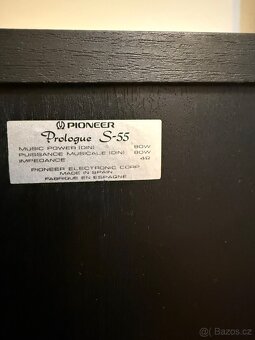 PIONEER
Prologue S-55
MUSIC POWER (DIN) 80W
PUISSANCE MUSICALE (DIN) 80W
IMPEDANCE 4Ω
PIONEER ELECTRONIC CORP.
MADE IN SPAIN
FABRIQUE EN ESPAGNE
Bazos.cz